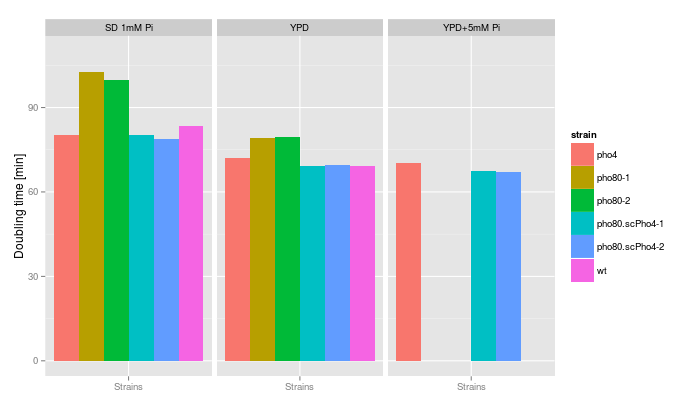 SD 1mM Pi
YPD
YPD+5mM Pi
Doubling time [min]
90
60
30
0
Strains
Strains
Strains
strain
pho4
pho80-1
pho80-2
pho80.scPho4-1
pho80.scPho4-2
wt